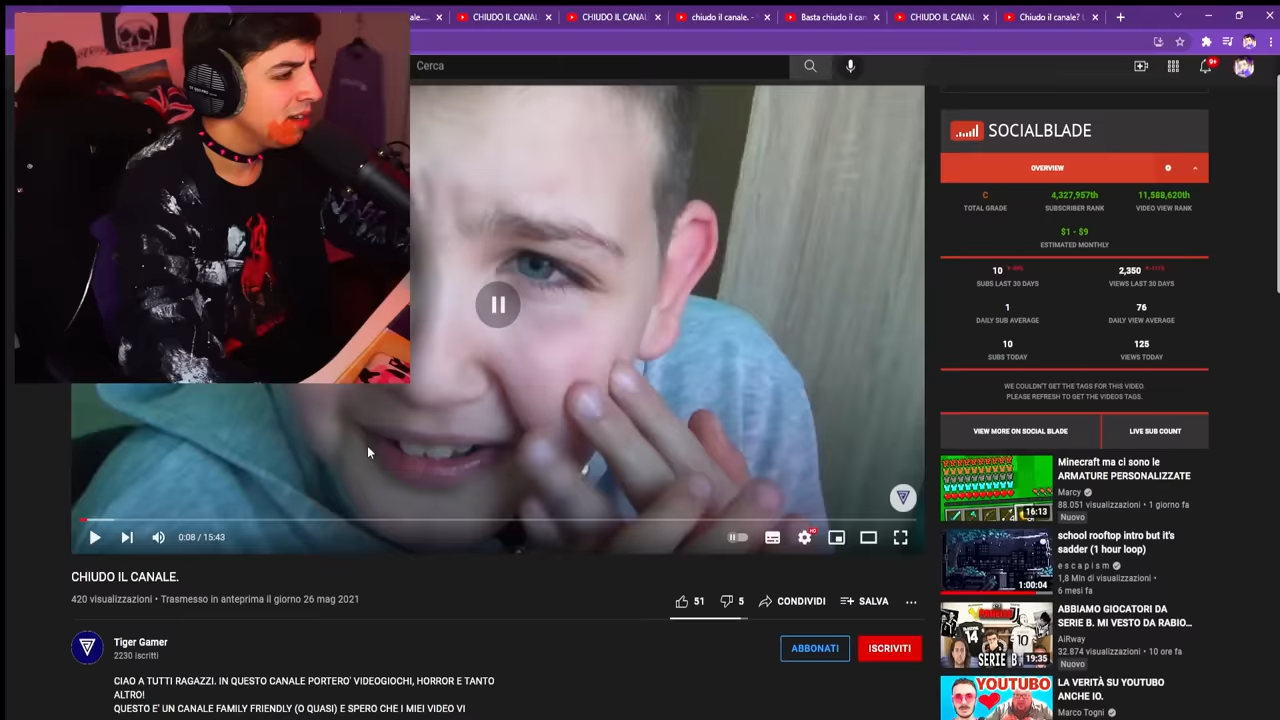 ale...
CHIUDO IL CANAL
CHIUDO IL CANAL
chiudo il canale. -
Basta chiudo il can
CHIUDO IL CANAL
Chiudo il canale?
Cerca
9+
SOCIALBLADE
OVERVIEW
C
4,327,957th
11,588,620th
TOTAL GRADE
SUBSCRIBER RANK
VIDEO VIEW RANK
$1 - $9
ESTIMATED MONTHLY
10
2,350
SUBS LAST 30 DAYS
VIEWS LAST 30 DAYS
1
76
DAILY SUB AVERAGE
DAILY VIEW AVERAGE
10
125
SUBS TODAY
VIEWS TODAY
WE COULDN'T GET THE TAGS FOR THIS VIDEO.
PLEASE REFRESH TO GET THE VIDEOS TAGS.
VIEW MORE ON SOCIAL BLADE
LIVE SUB COUNT
0:08 / 15:43
HD
CHIUDO IL CANALE.
420 visualizzazioni • Trasmesso in anteprima il giorno 26 mag 2021
51
5
CONDIVIDI
SALVA
Tiger Gamer
2230 iscritti
ABBONATI
ISCRIVITI
CIAO A TUTTI RAGAZZI. IN QUESTO CANALE PORTERO' VIDEOGIOCHI, HORROR E TANTO
ALTRO!
QUESTO E' UN CANALE FAMILY FRIENDLY (O QUASI) E SPERO CHE I MIEI VIDEO VI
16:13
Minecraft ma ci sono le
ARMATURE PERSONALIZZATE
Marcy
88.051 visualizzazioni • 1 giorno fa
Nuovo
1:00:04
school rooftop intro but it's
sadder (1 hour loop)
e s c a p i s m
1,8 Mln di visualizzazioni •
6 mesi fa
SERIE B
19:35
ABBIAMO GIOCATORI DA
SERIE B. MI VESTO DA RABIO...
AiRway
32.874 visualizzazioni • 10 ore fa
Nuovo
YOUTUBO
LA VERITÀ SU YOUTUBO
ANCHE IO.
Marco Togni